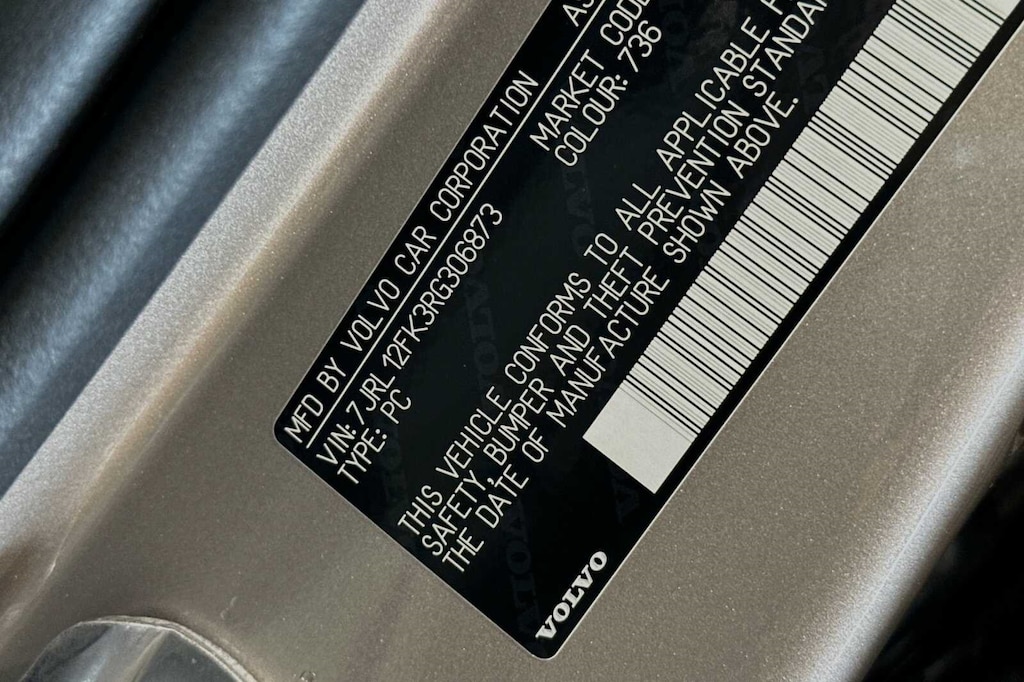 MFD BY VOLVO CAR CORPORATION
VIN: 7JRL12FK3RG306873
TYPE: PC
MARKET CODE
COLOUR: 736
THIS VEHICLE CONFORMS TO ALL APPLICABLE
SAFETY, BUMPER AND THEFT PREVENTION
THE DATE OF MANUFACTURE SHOWN ABOVE.
VOLVO